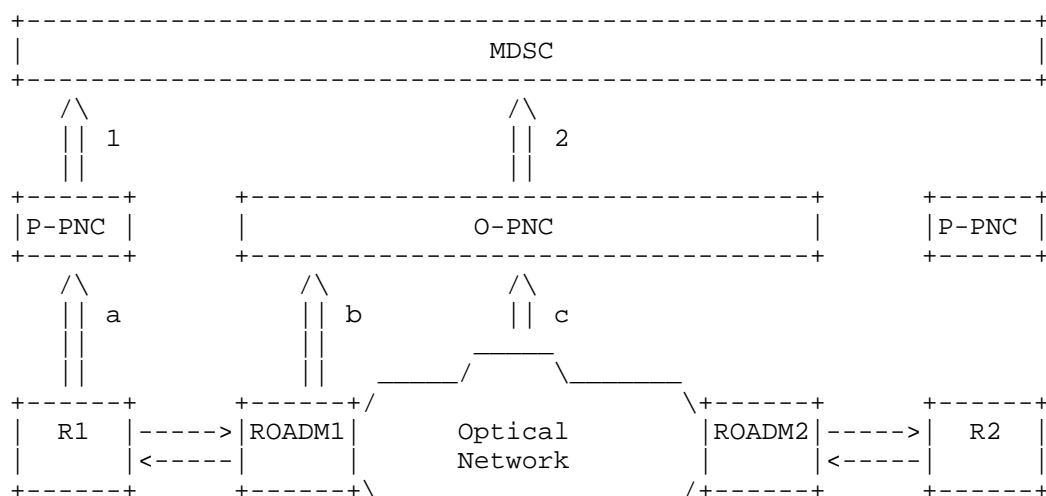 MDSC
1 2
P-PNC O-PNC P-PNC
a b c
R1 ROADM1 Optical ROADM2 R2
Network